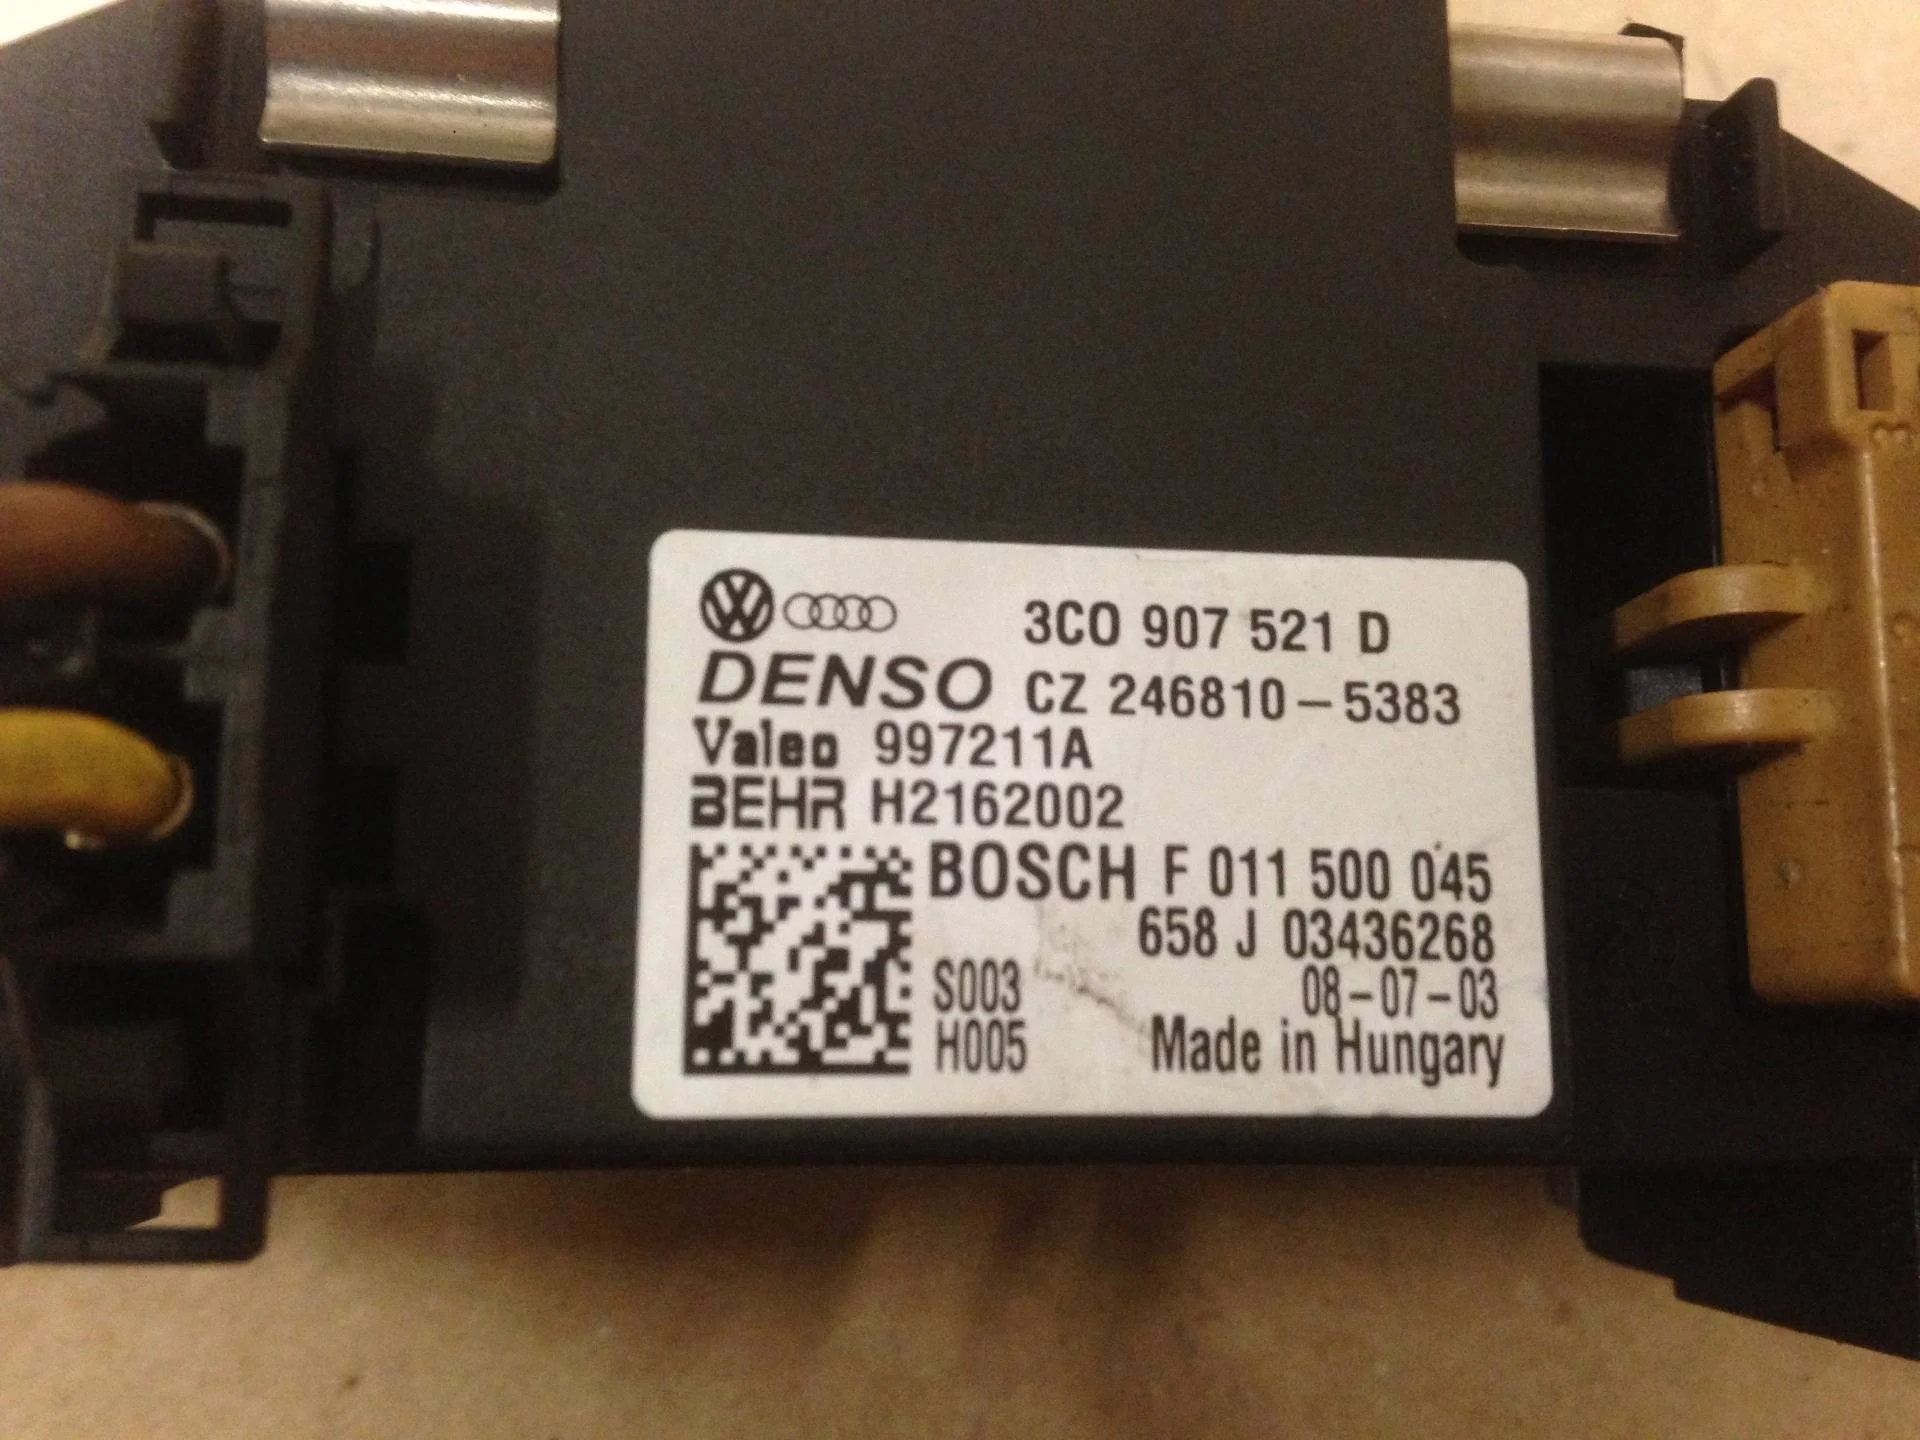 3C0 907 521 D
DENSO CZ 246810-5383
Valeo 997211A
BEHR H2162002
BOSCH F 011 500 045
658 J 03436268
S003 08-07-03
H005 Made in Hungary